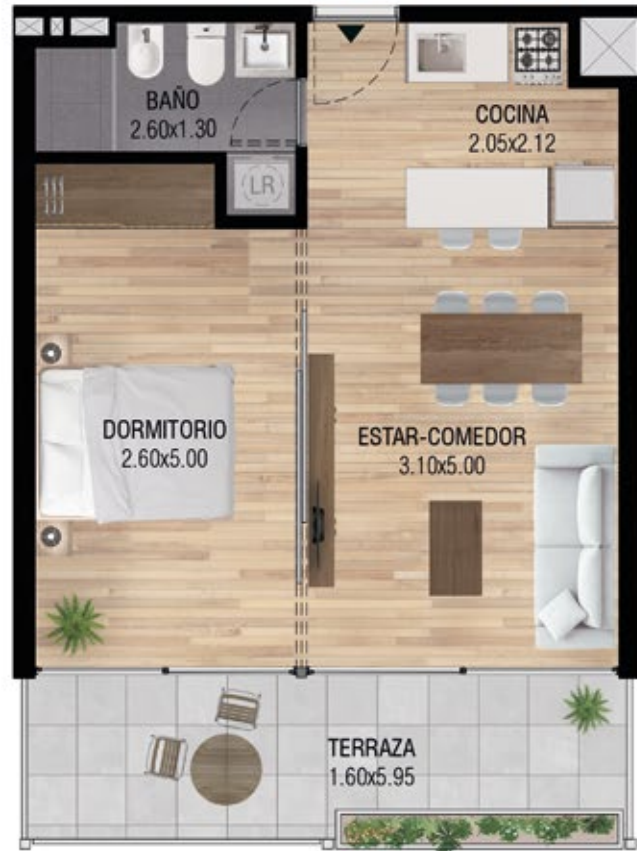 BAÑO
2.60x1.30
COCINA
2.05x2.12
LR
DORMITORIO
2.60x5.00
ESTAR-COMEDOR
3.10x5.00
TERRAZA
1.60x5.95